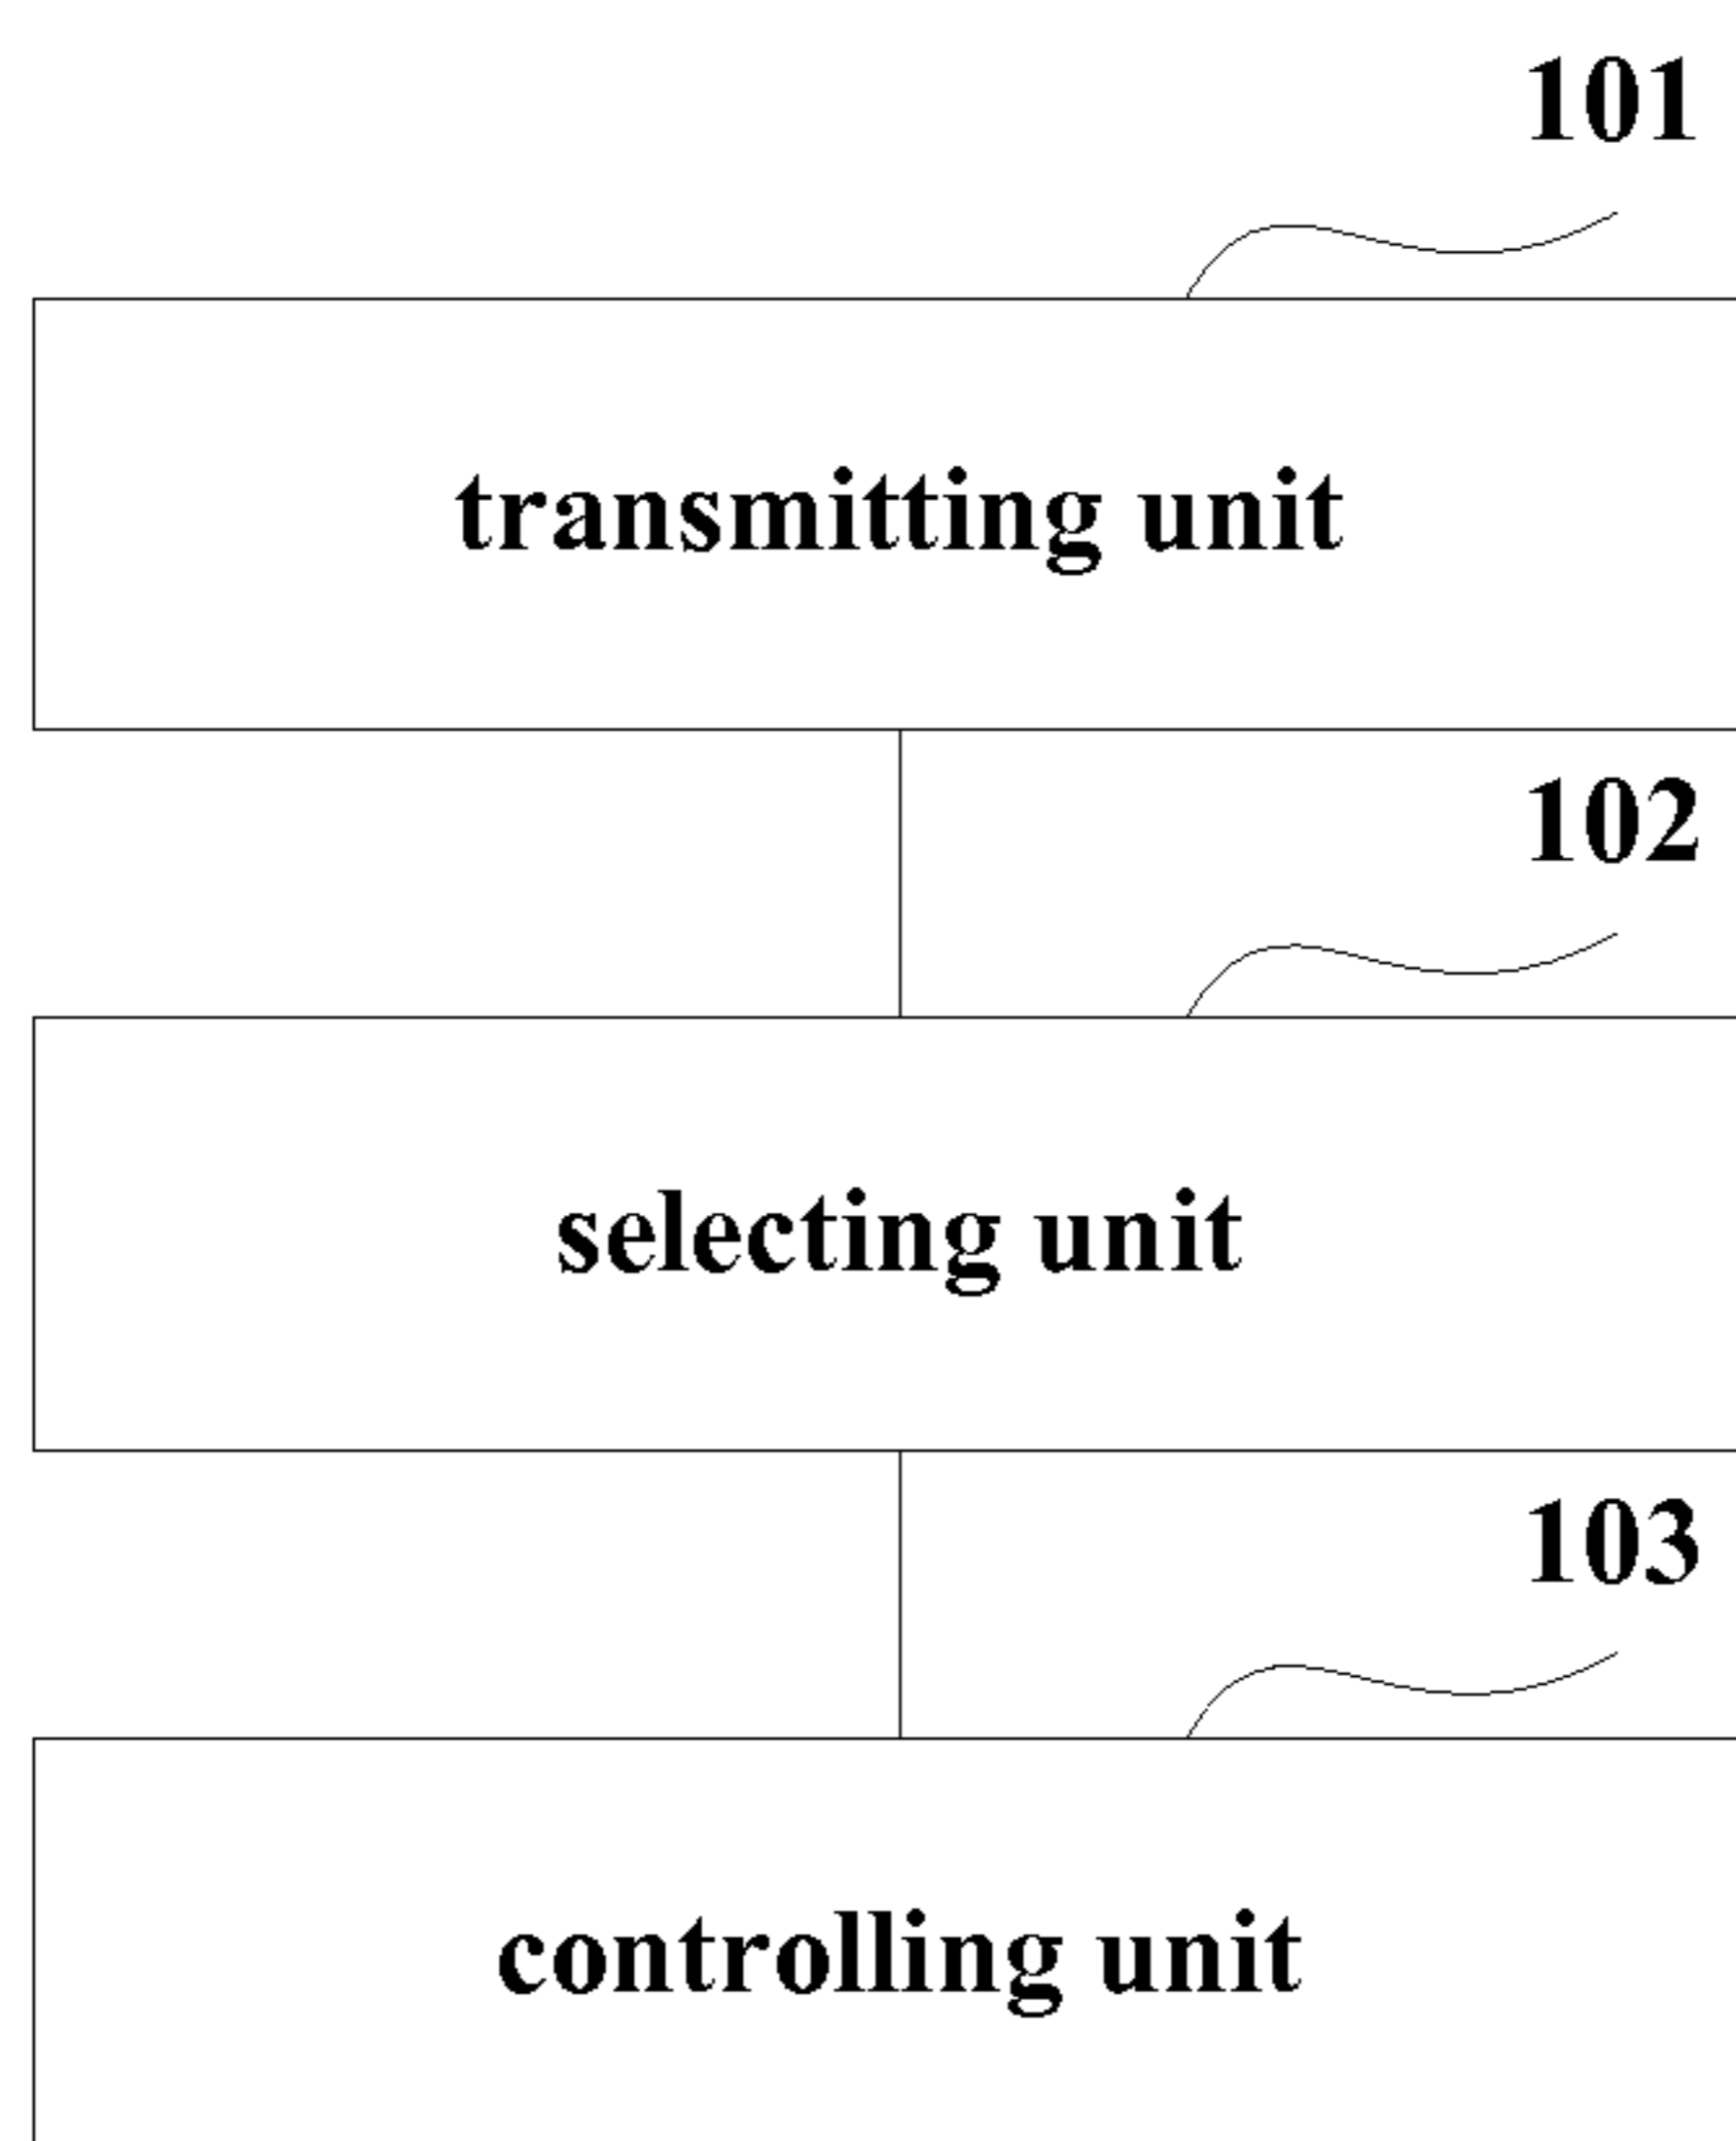 101
transmitting unit
102
selecting unit
103
controlling unit